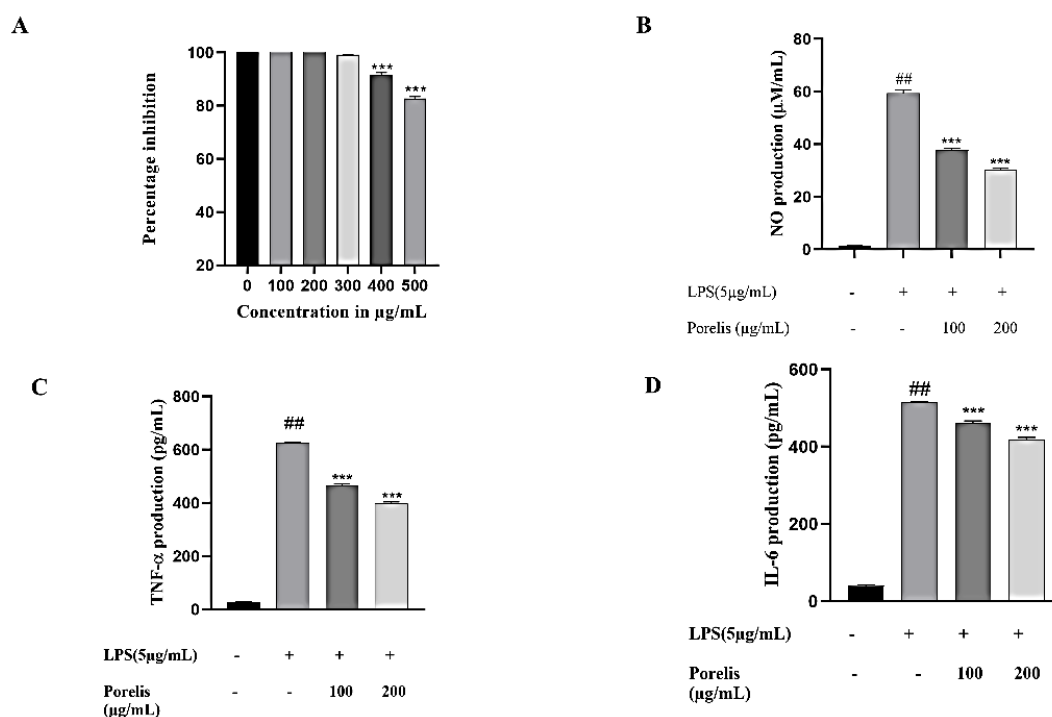 A
Percentage inhibition
100
80
60
40
20
***
***
0 100 200 300 400 500
Concentration in µg/mL
B
NO production (µM/mL)
80
60
40
20
0
##
***
***
LPS(5µg/mL) - + + +
Porelis (µg/mL) - - 100 200
C
TNF-α production (pg/mL)
800
600
400
200
0
##
***
***
LPS(5µg/mL) - + + +
Porelis - - 100 200
(µg/mL)
D
IL-6 production (pg/mL)
600
400
200
0
##
***
***
LPS(5µg/mL) - + + +
Porelis - - 100 200
(µg/mL)